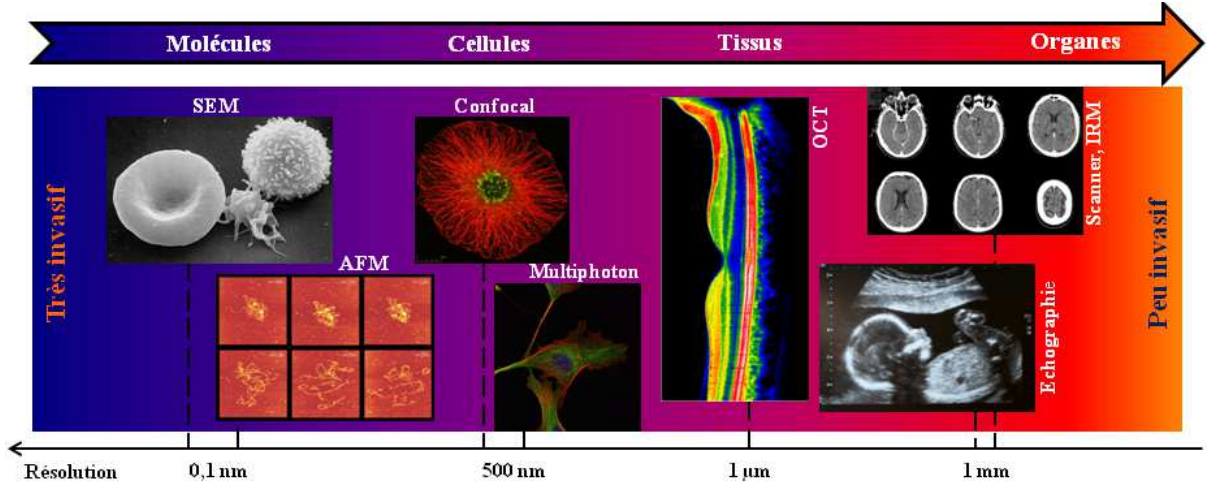 Molécules Cellules Tissus Organes
SEM
Confocal
OCT
Scanner, IRM
Très invasif
AFM
Multiphoton
Echographie
Peu invasif
Résolution 0,1 nm 500 nm 1 µm 1 mm